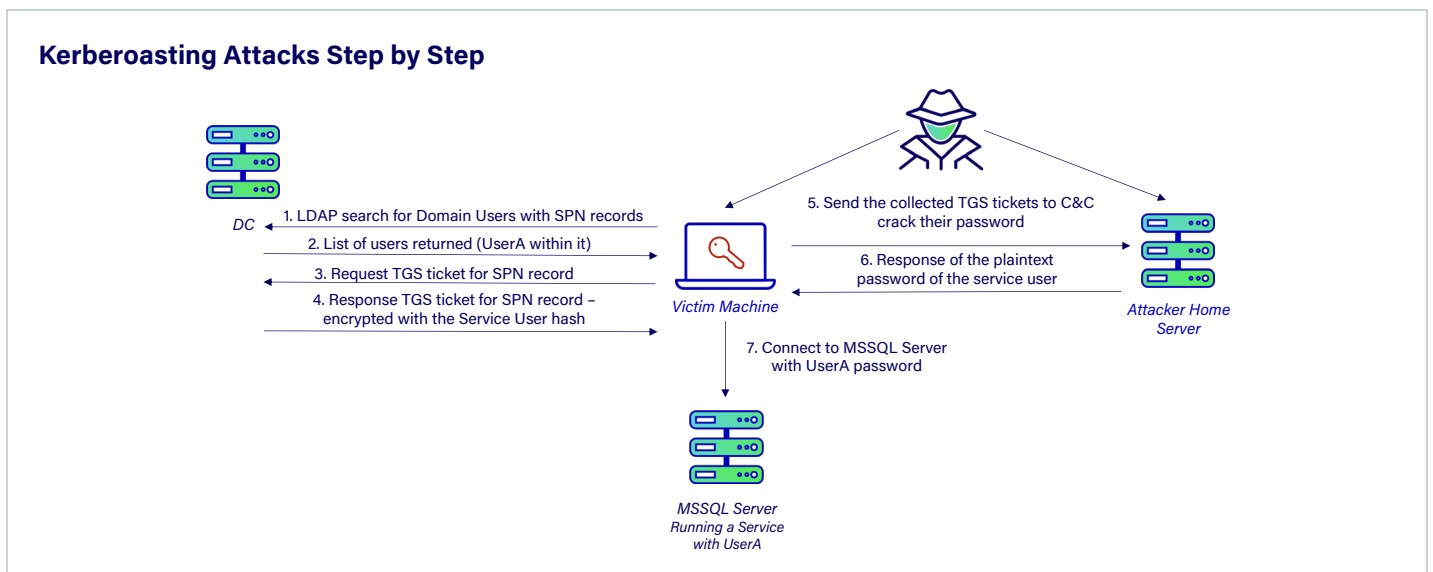 Kerberoasting Attacks Step by Step
DC
1. LDAP search for Domain Users with SPN records
2. List of users returned (UserA within it)
3. Request TGS ticket for SPN record
4. Response TGS ticket for SPN record –
encrypted with the Service User hash
Victim Machine
5. Send the collected TGS tickets to C&C
crack their password
6. Response of the plaintext
password of the service user
Attacker Home
Server
7. Connect to MSSQL Server
with UserA password
MSSQL Server
Running a Service
with UserA